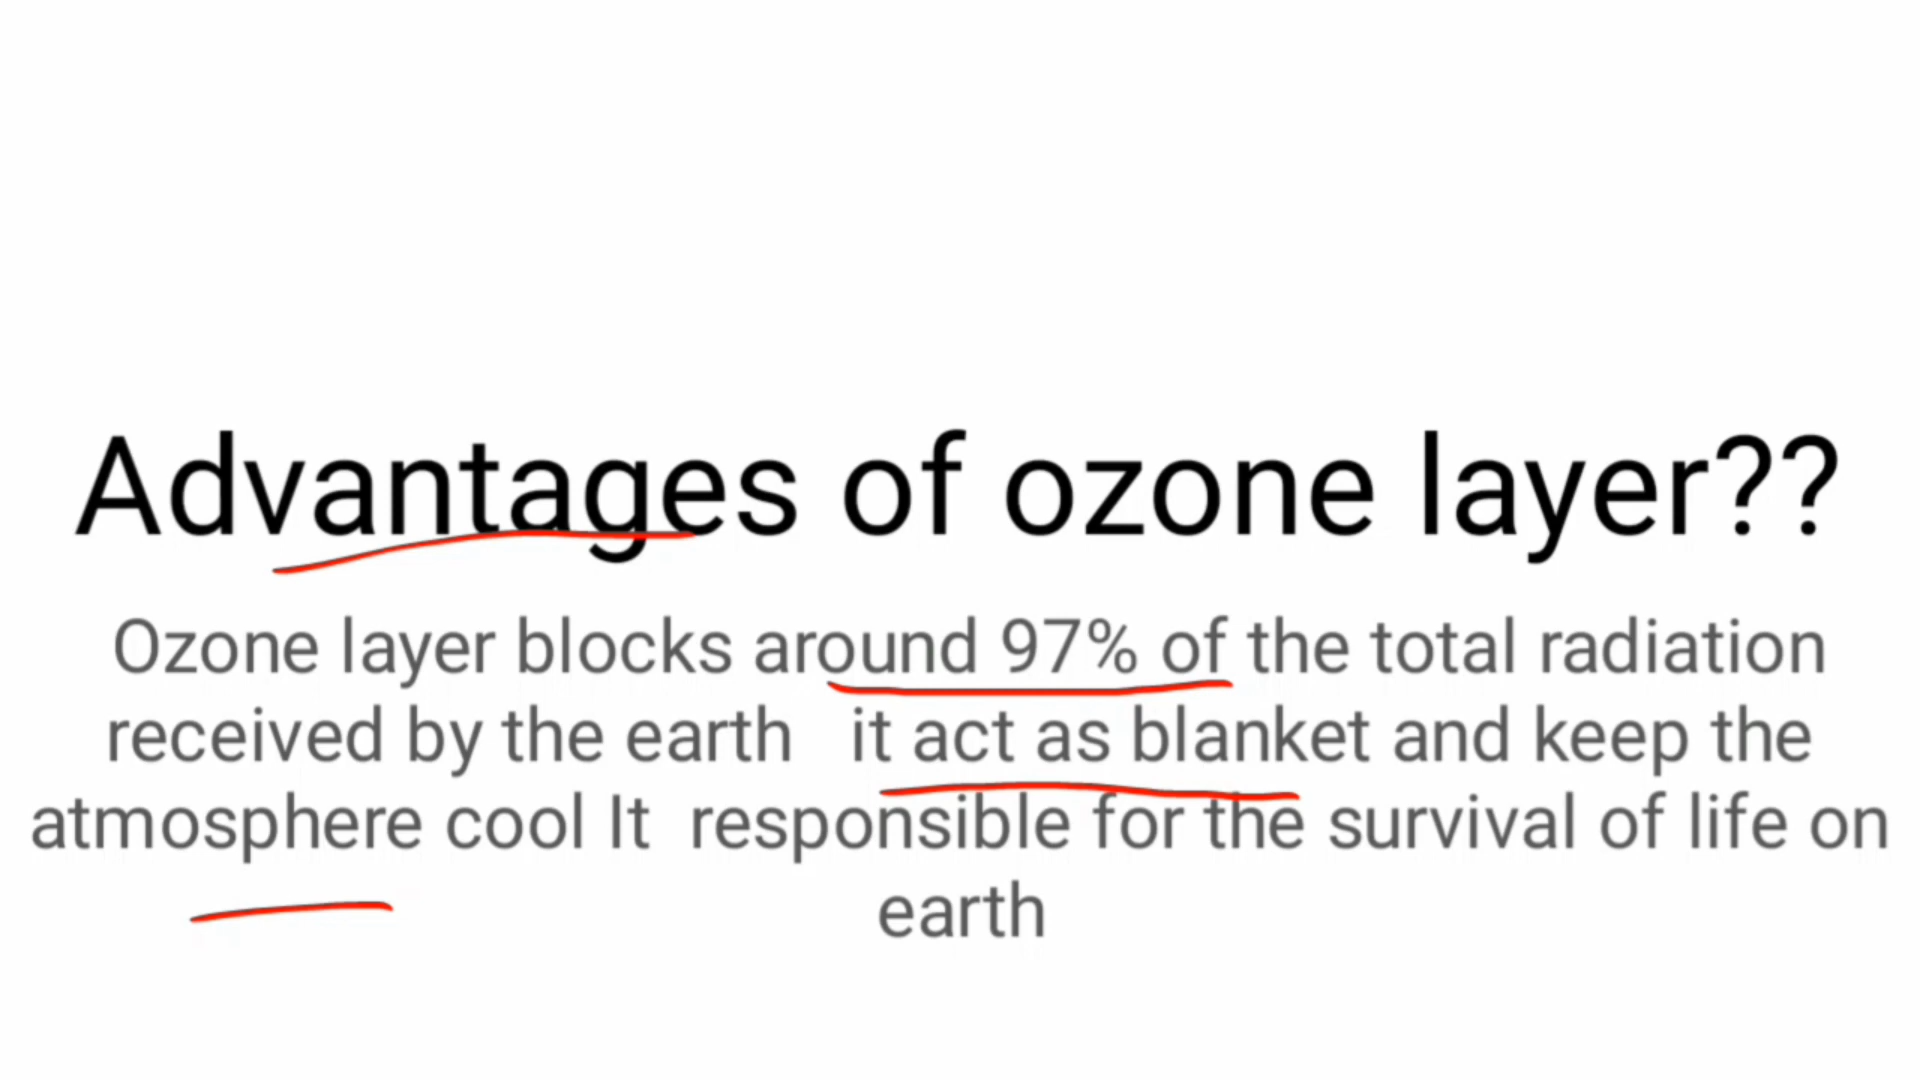 Advantages of ozone layer??
Ozone layer blocks around 97% of the total radiation
received by the earth it act as blanket and keep the
atmosphere cool It responsible for the survival of life on
earth